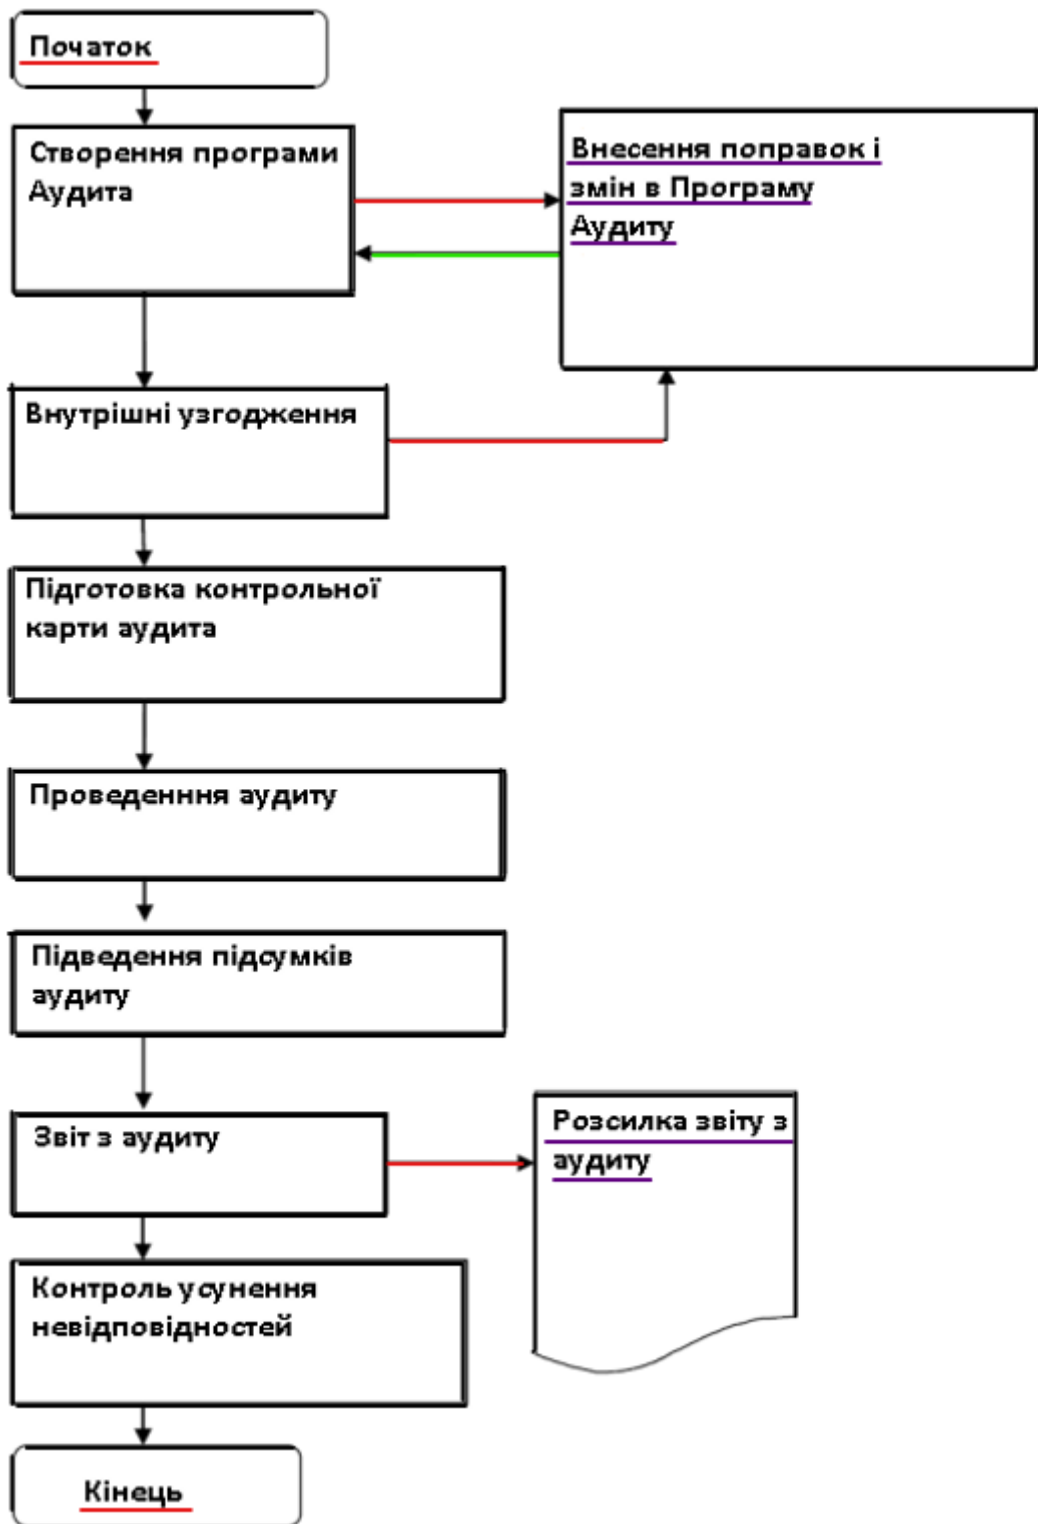 Початок
Створення програми
Аудита
Внесення поправок і
змін в Програму
Аудиту
Внутрішні узгодження
Підготовка контрольної
карти аудита
Проведенння аудиту
Підведення підсумків
аудиту
Звіт з аудиту
Розсилка звіту з
аудиту
Контроль усунення
невідповідностей
Кінець